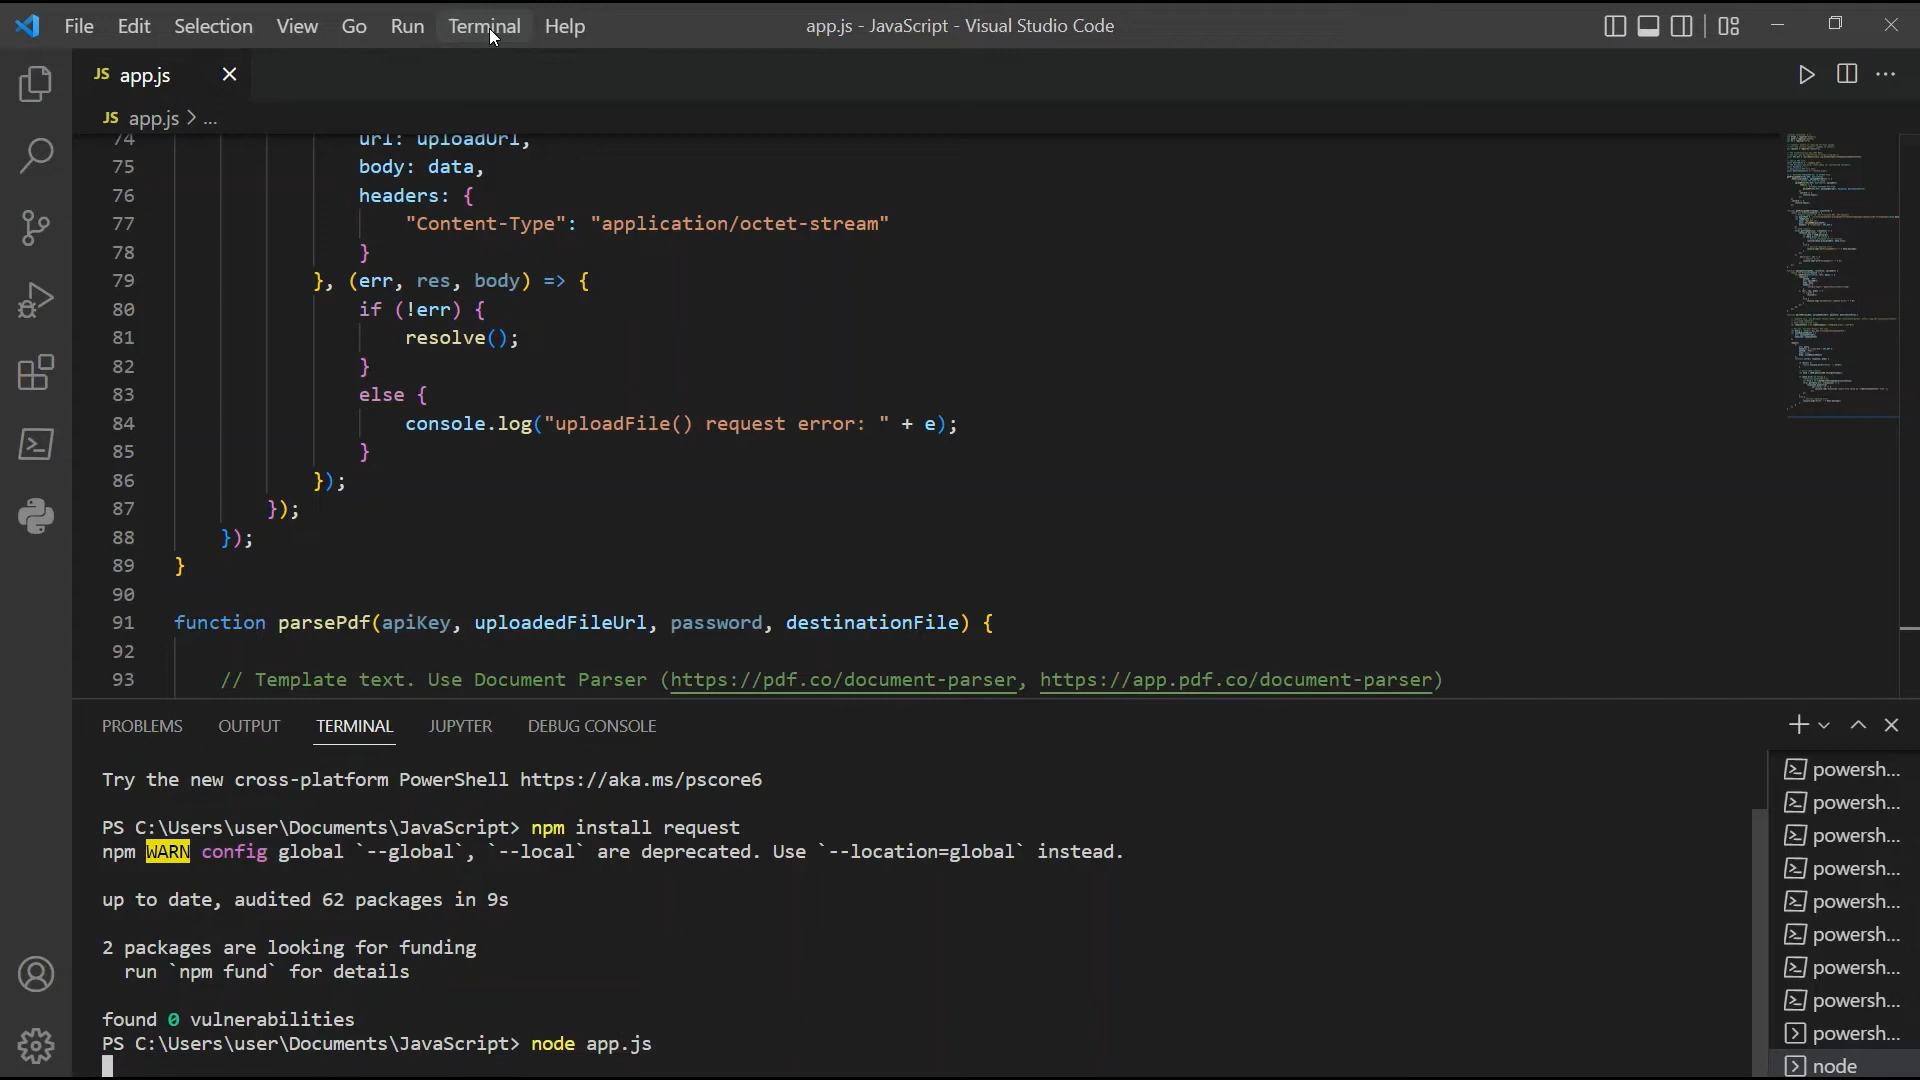 File Edit Selection View Go Run Terminal Help app.js - JavaScript - Visual Studio Code
JS app.js
JS app.js > ...
74 url: uploadUrl,
75 body: data,
76 headers: {
77 "Content-Type": "application/octet-stream"
78 }
79 }, (err, res, body) => {
80 if (!err) {
81 resolve();
82 }
83 else {
84 console.log("uploadFile() request error: " + e);
85 }
86 });
87 });
88 });
89 }
90
91 function parsePdf(apiKey, uploadedFileUrl, password, destinationFile) {
92
93 // Template text. Use Document Parser (https://pdf.co/document-parser, https://app.pdf.co/document-parser)
PROBLEMS OUTPUT TERMINAL JUPYTER DEBUG CONSOLE
Try the new cross-platform PowerShell https://aka.ms/pscore6
PS C:\Users\user\Documents\JavaScript> npm install request
npm WARN config global `--global`, `--local` are deprecated. Use `--location=global` instead.
up to date, audited 62 packages in 9s
2 packages are looking for funding
run `npm fund` for details
found 0 vulnerabilities
PS C:\Users\user\Documents\JavaScript> node app.js
powersh...
powersh...
powersh...
powersh...
powersh...
powersh...
powersh...
powersh...
powersh...
node